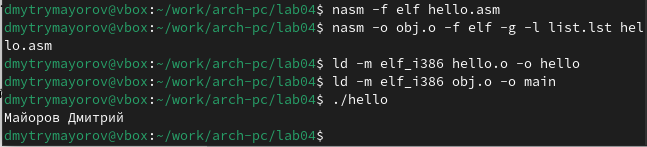 dmytrymayorov@vbox:~/work/arch-pc/lab04$ nasm -f elf hello.asm
dmytrymayorov@vbox:~/work/arch-pc/lab04$ nasm -o obj.o -f elf -g -l list.lst hel
lo.asm
dmytrymayorov@vbox:~/work/arch-pc/lab04$ ld -m elf_i386 hello.o -o hello
dmytrymayorov@vbox:~/work/arch-pc/lab04$ ld -m elf_i386 obj.o -o main
dmytrymayorov@vbox:~/work/arch-pc/lab04$ ./hello
Майоров Дмитрий
dmytrymayorov@vbox:~/work/arch-pc/lab04$